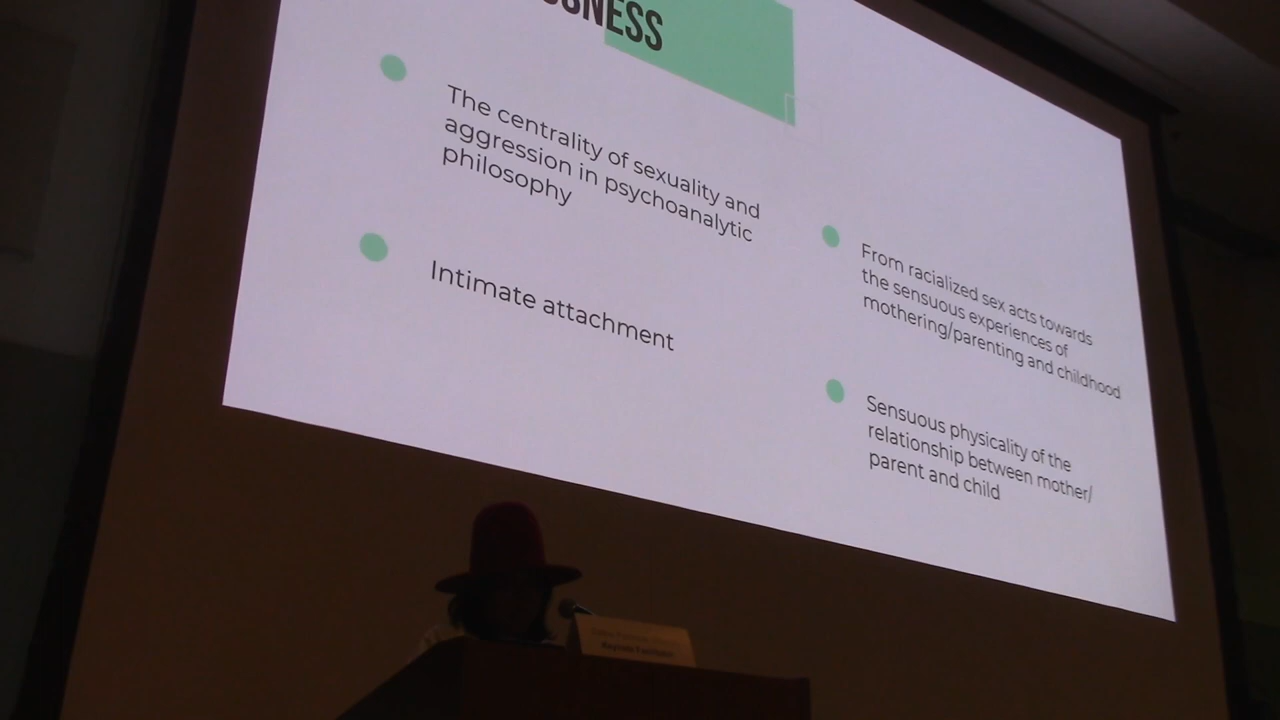 The centrality of sexuality and
aggression in psychoanalytic
philosophy
Intimate attachment
From racialized sex acts towards
the sensuous experiences of
mothering/parenting and childhood
Sensuous physicality of the
relationship between mother/
parent and child